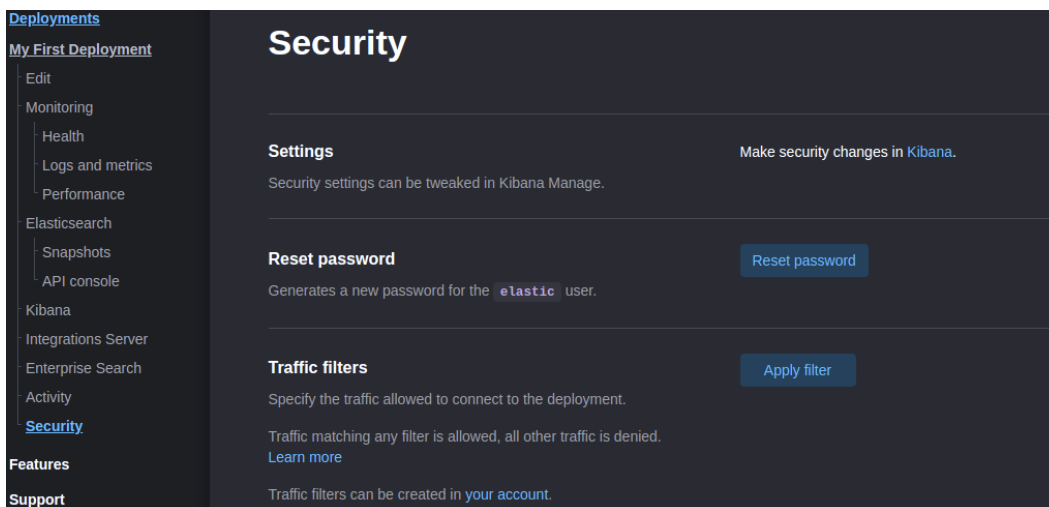 Deployments
My First Deployment
Edit
Monitoring
Health
Logs and metrics
Performance
Elasticsearch
Snapshots
API console
Kibana
Integrations Server
Enterprise Search
Activity
Security
Features
Support
Security
Settings
Security settings can be tweaked in Kibana Manage.
Make security changes in Kibana.
Reset password
Generates a new password for the elastic user.
Reset password
Traffic filters
Specify the traffic allowed to connect to the deployment.
Traffic matching any filter is allowed, all other traffic is denied.
Learn more
Traffic filters can be created in your account.
Apply filter